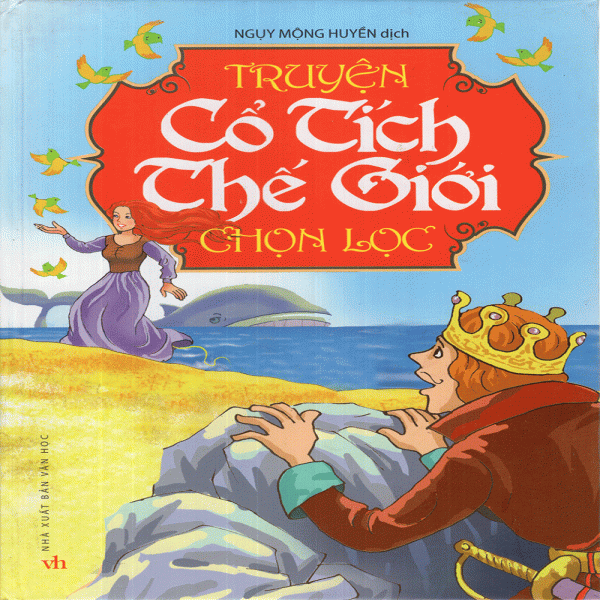 NGỤY MỘNG HUYỀN dịch
TRUYỆN
CỔ TÍCH
THẾ GIỚI
CHỌN LỌC
NHÀ XUẤT BẢN VĂN HỌC
vh